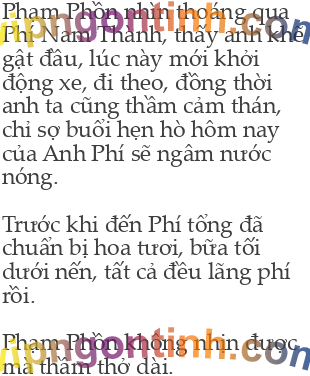 Phạm Phồn nhìn thoáng qua
Phí Nam Thành, thấy anh khẽ
gật đầu, lúc này mới khởi
động xe, đi theo, đồng thời
anh ta cũng thầm cảm thán,
chỉ sợ buổi hẹn hò hôm nay
của Anh Phí sẽ ngâm nước
nóng.
Trước khi đến Phí tổng đã
chuẩn bị hoa tươi, bữa tối
dưới nến, tất cả đều lãng phí
rồi.
Phạm Phồn không nhịn được
mà thầm thở dài.
vipngontinh.com
vipngontinh.com